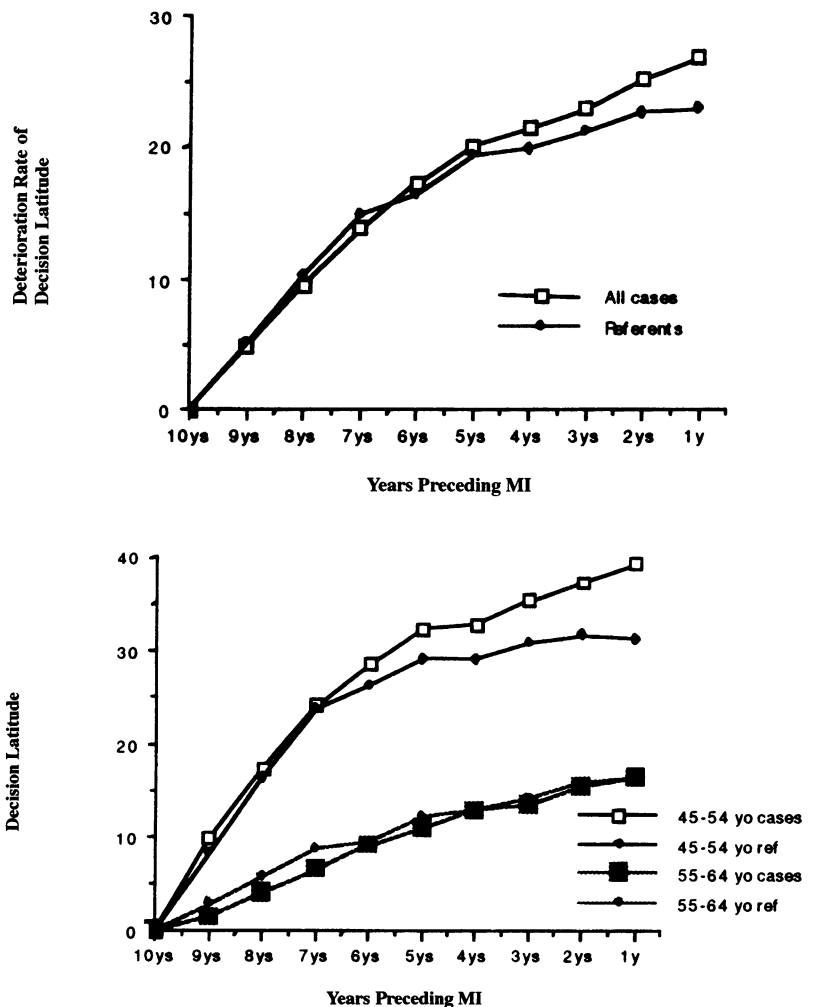 30
20
10
0
Deterioration Rate of
Decision Latitude
All cases
Referents
10ys 9ys 8ys 7ys 6ys 5ys 4ys 3ys 2ys 1y
Years Preceding MI
40
30
20
10
0
Decision Latitude
45-54 yo cases
45-54 yo ref
55-64 yo cases
55-64 yo ref
10ys 9ys 8ys 7ys 6ys 5ys 4ys 3ys 2ys 1y
Years Preceding MI